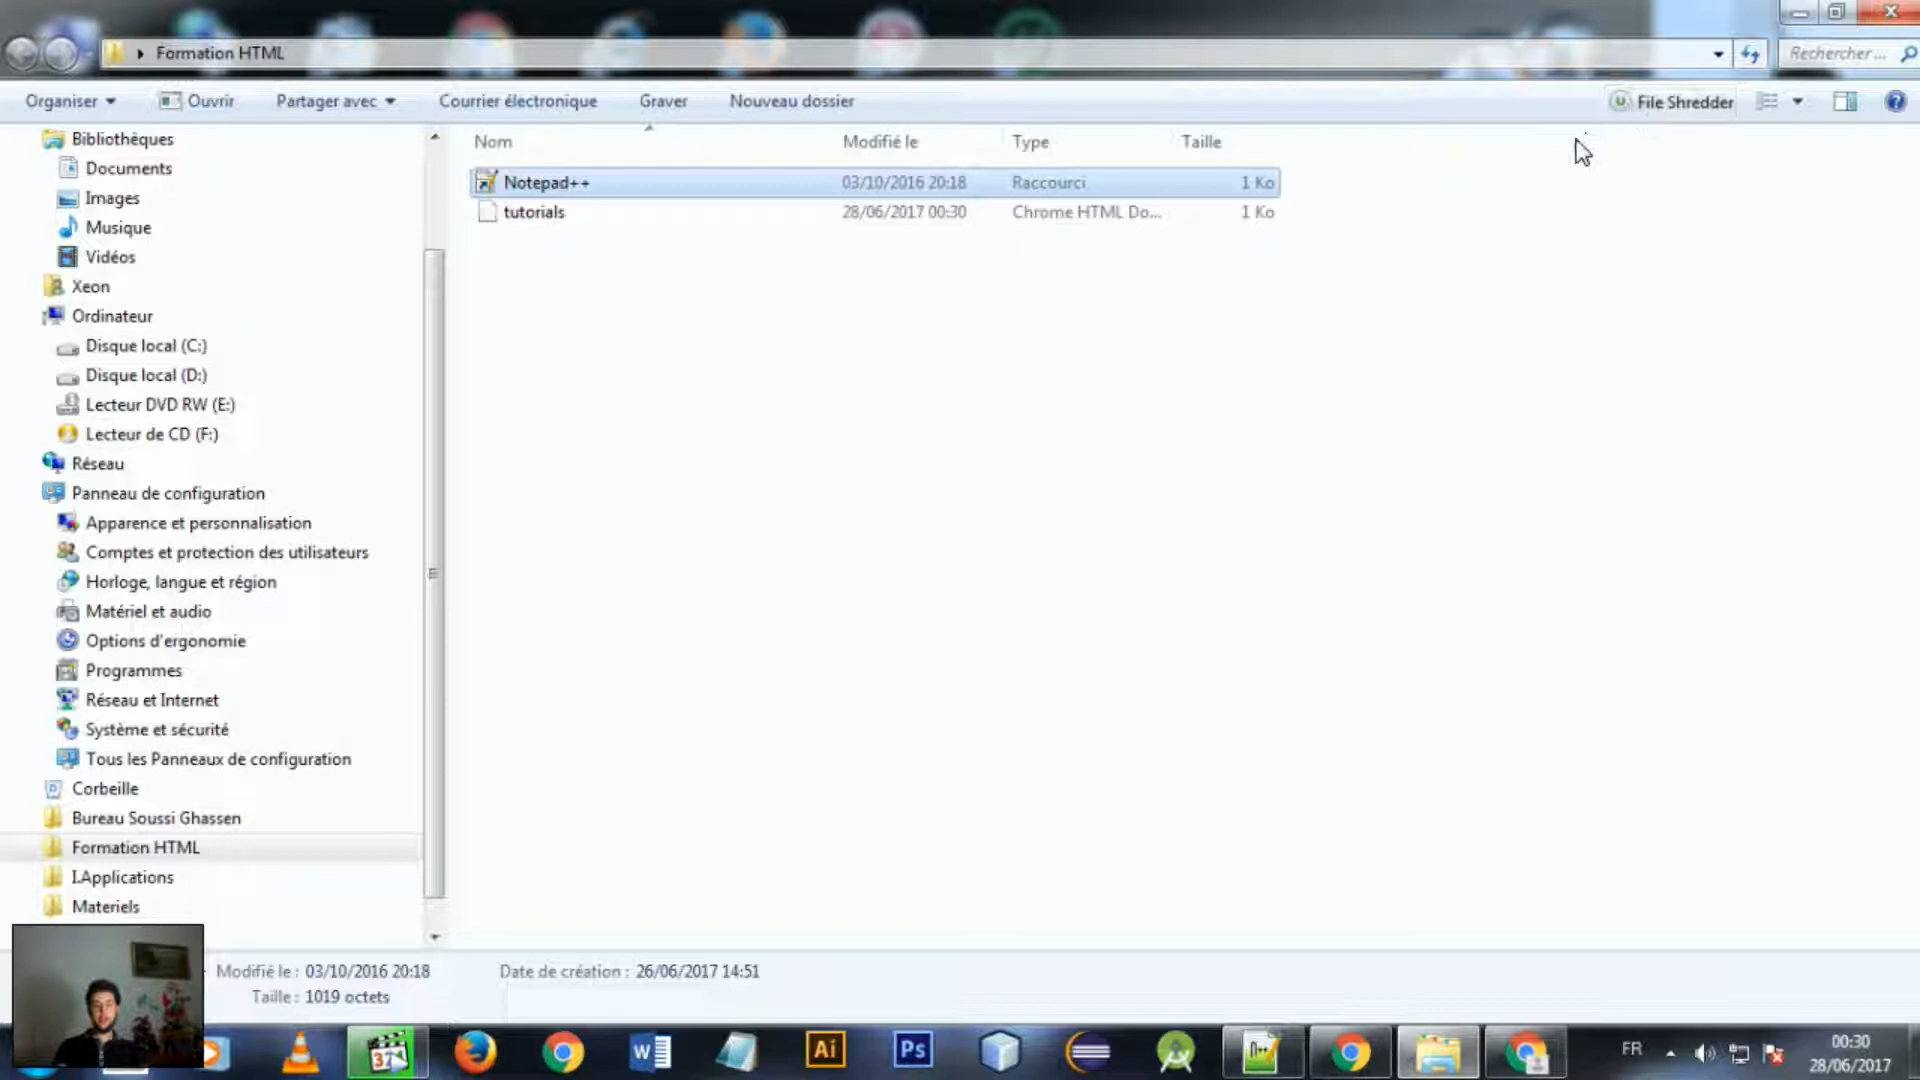 Formation HTML
Rechercher ...
Organiser
Ouvrir
Partager avec
Courrier électronique
Graver
Nouveau dossier
File Shredder
Nom
Modifié le
Type
Taille
Notepad++
03/10/2016 20:18
Raccourci
1 Ko
tutorials
28/06/2017 00:30
Chrome HTML Do...
1 Ko
Bibliothèques
Documents
Images
Musique
Vidéos
Xeon
Ordinateur
Disque local (C:)
Disque local (D:)
Lecteur DVD RW (E:)
Lecteur de CD (F:)
Réseau
Panneau de configuration
Apparence et personnalisation
Comptes et protection des utilisateurs
Horloge, langue et région
Matériel et audio
Options d'ergonomie
Programmes
Réseau et Internet
Système et sécurité
Tous les Panneaux de configuration
Corbeille
Bureau Soussi Ghassen
Formation HTML
I.Applications
Materiels
Modifié le : 03/10/2016 20:18
Date de création : 26/06/2017 14:51
Taille : 1019 octets
37
W
Ai
Ps
n++
FR
00:30
28/06/2017